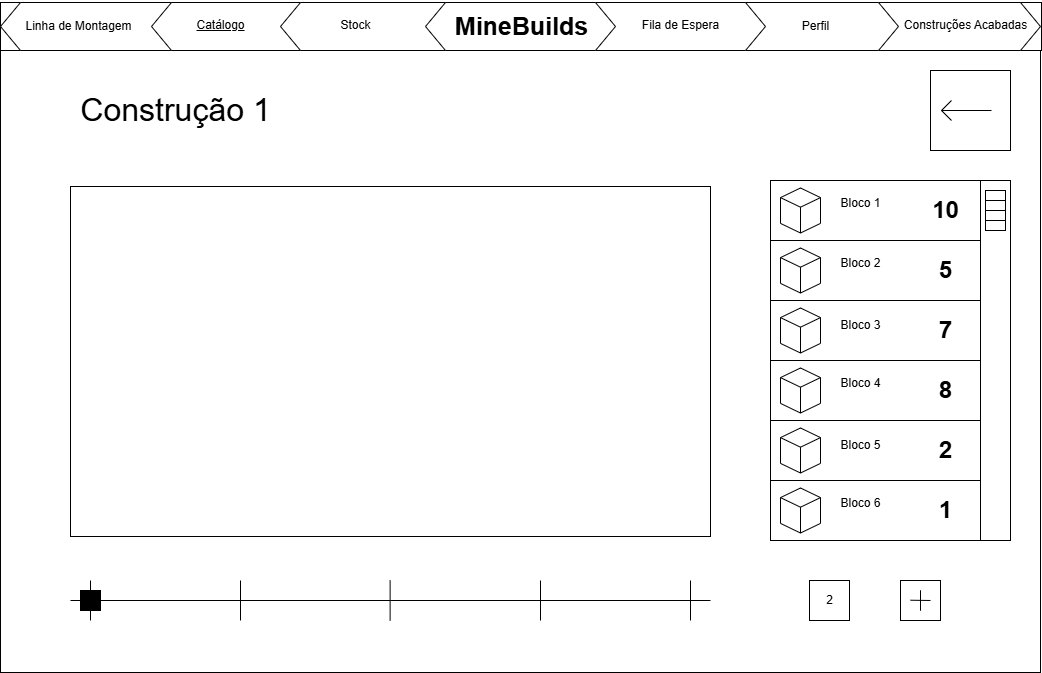 Linha de Montagem
Catálogo
Stock
MineBuilds
Fila de Espera
Perfil
Construções Acabadas
Construção 1
Bloco 1
10
Bloco 2
5
Bloco 3
7
Bloco 4
8
Bloco 5
2
Bloco 6
1
2